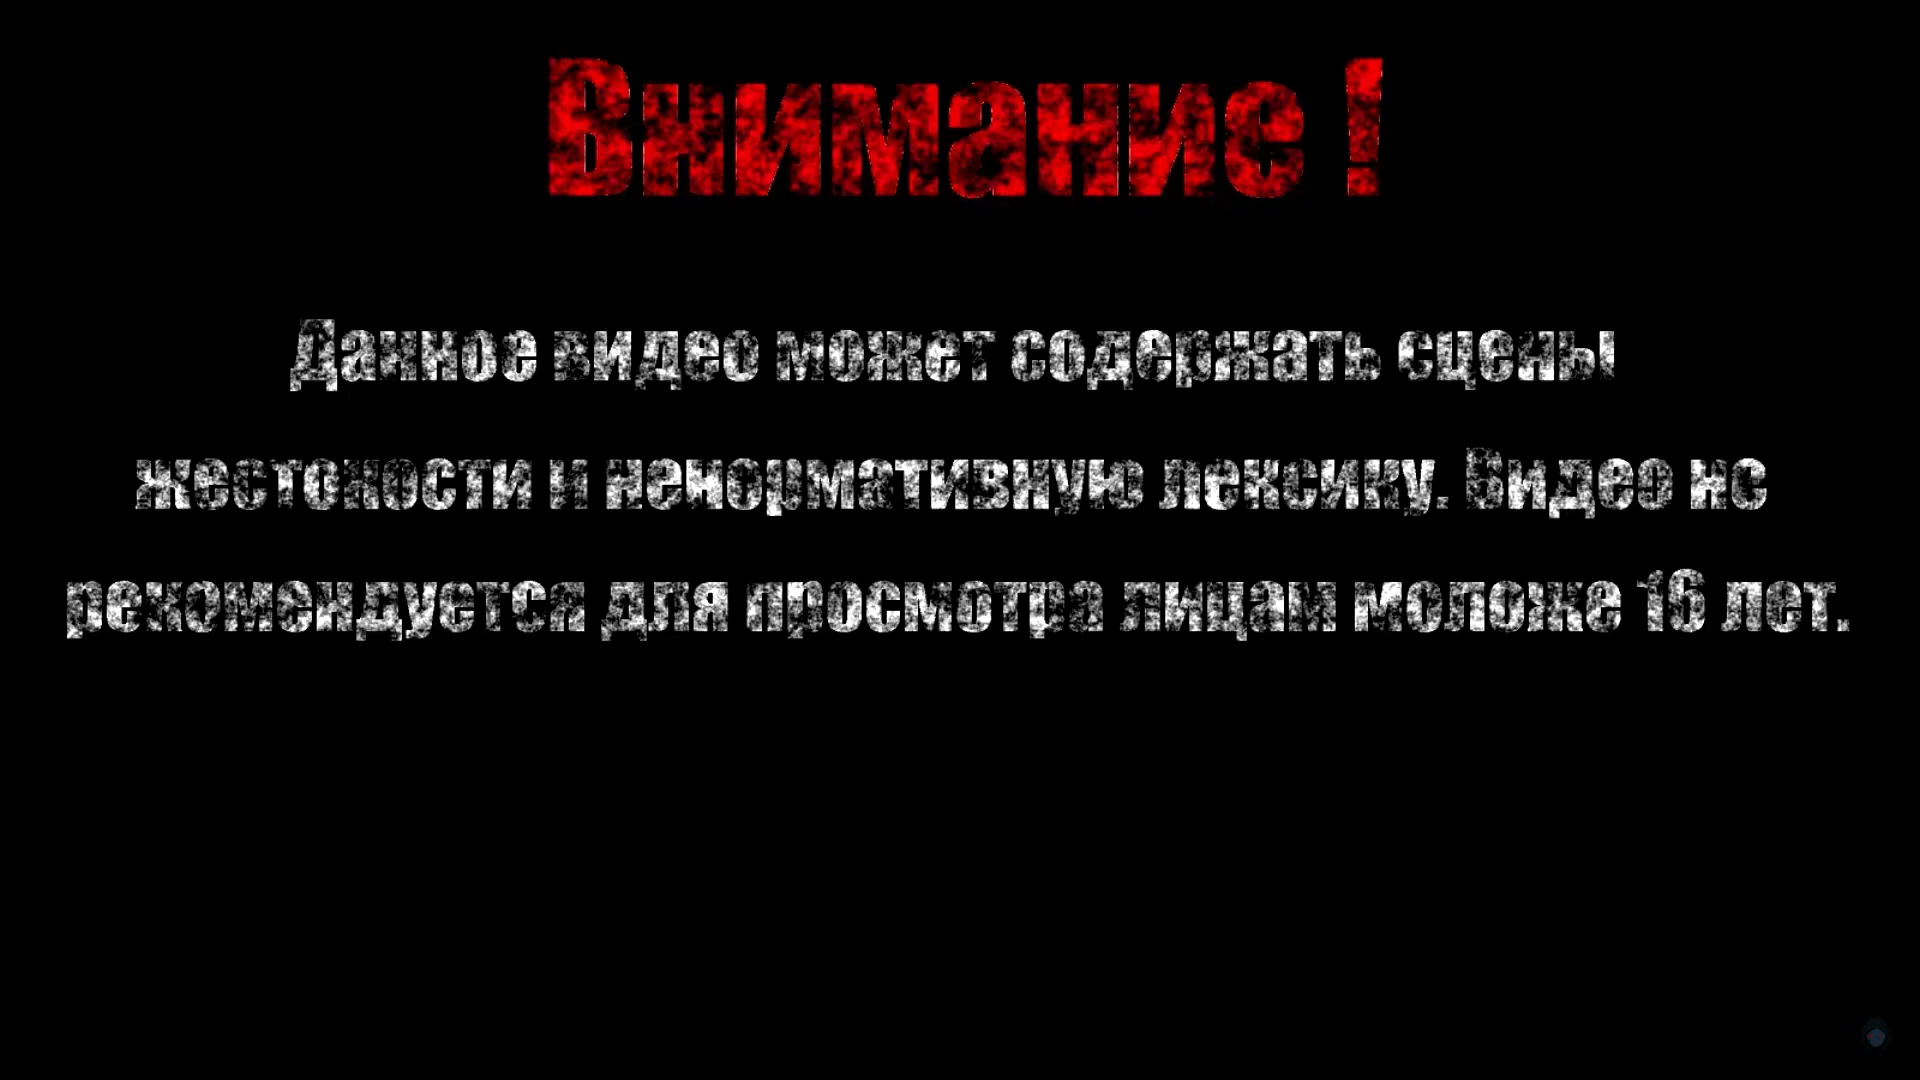 Внимание !
Данное видео может содержать сцены
жестокости и ненормативную лексику. Видео не
рекомендуется для просмотра лицам моложе 16 лет.